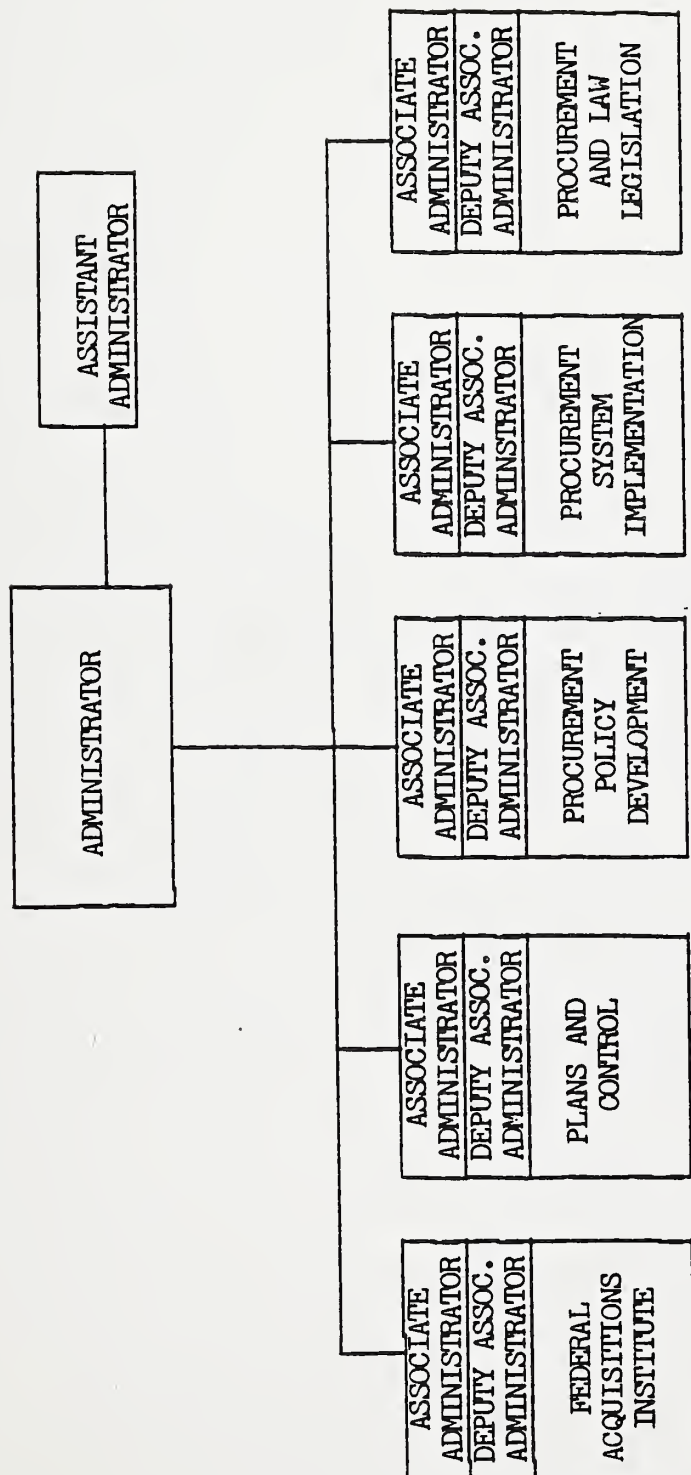 ADMINISTRATOR
ASSISTANT
ADMINISTRATOR
ASSOCIATE
ADMINISTRATOR
DEPUTY ASSOC.
ADMINISTRATOR
FEDERAL
ACQUISITIONS
INSTITUTE
ASSOCIATE
ADMINISTRATOR
DEPUTY ASSOC.
ADMINISTRATOR
PLANS AND
CONTROL
ASSOCIATE
ADMINISTRATOR
DEPUTY ASSOC.
ADMINISTRATOR
PROCUREMENT
POLICY
DEVELOPMENT
ASSOCIATE
ADMINISTRATOR
DEPUTY ASSOC.
ADMINSTRATOR
PROCUREMENT
SYSTEM
IMPLEMENTATION
ASSOCIATE
ADMINISTRATOR
DEPUTY ASSOC.
ADMINISTRATOR
PROCUREMENT
AND LAW
LEGISLATION